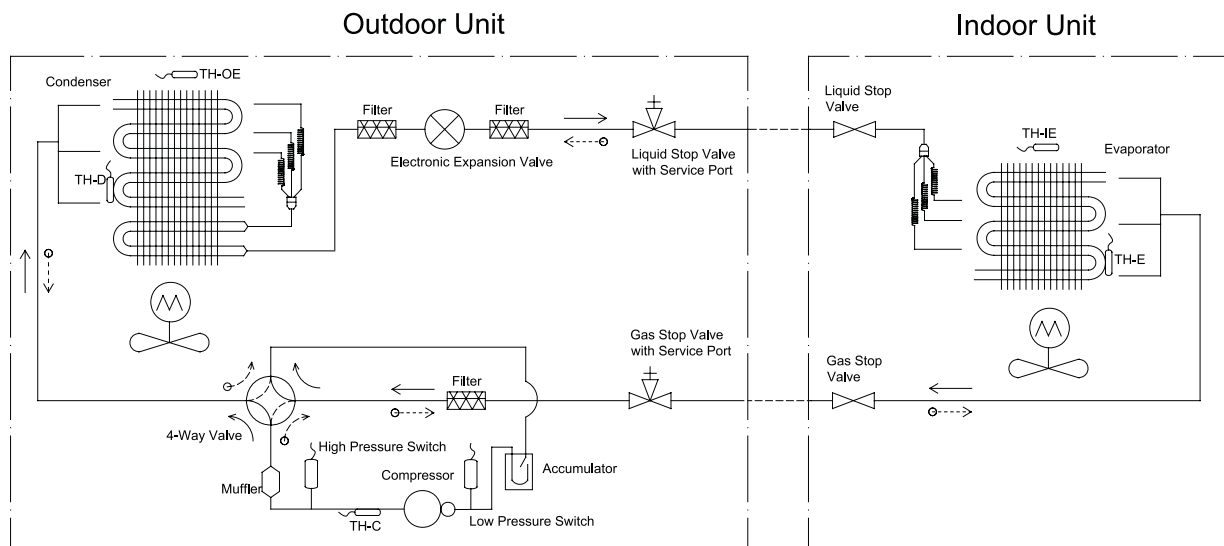 Outdoor Unit
Indoor Unit
Condenser
TH-OE
Filter
Filter
Electronic Expansion Valve
Liquid Stop Valve
with Service Port
Liquid Stop
Valve
TH-IE
Evaporator
TH-D
TH-E
Gas Stop Valve
with Service Port
Gas Stop
Valve
Filter
4-Way Valve
High Pressure Switch
Compressor
Accumulator
Muffler
TH-C
Low Pressure Switch